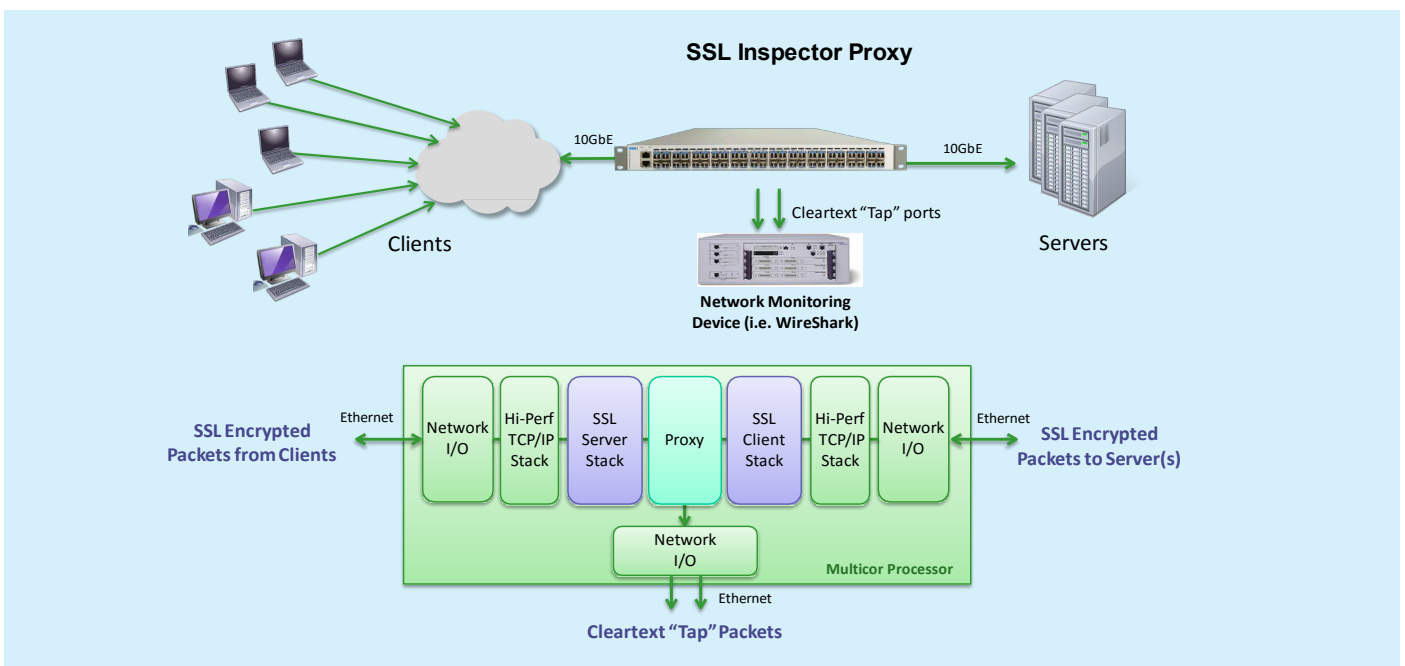 SSL Inspector Proxy
10GbE
10GbE
Cleartext “Tap” ports
Clients
Servers
Network Monitoring
Device (i.e. WireShark)
SSL Encrypted
Packets from Clients
Ethernet
Network
I/O
Hi-Perf
TCP/IP
Stack
SSL
Server
Stack
Proxy
SSL
Client
Stack
Hi-Perf
TCP/IP
Stack
Network
I/O
Ethernet
SSL Encrypted
Packets to Server(s)
Network
I/O
Multicor Processor
Ethernet
Cleartext “Tap” Packets